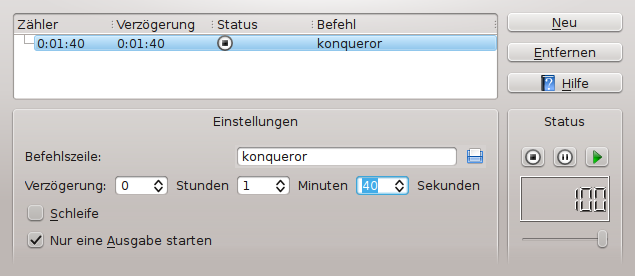 Zähler Verzögerung Status Befehl
0:01:40 0:01:40 konqueror
Neu
Entfernen
Hilfe
Einstellungen
Befehlszeile: konqueror
Verzögerung: 0 Stunden 1 Minuten 40 Sekunden
Schleife
Nur eine Ausgabe starten
Status
100